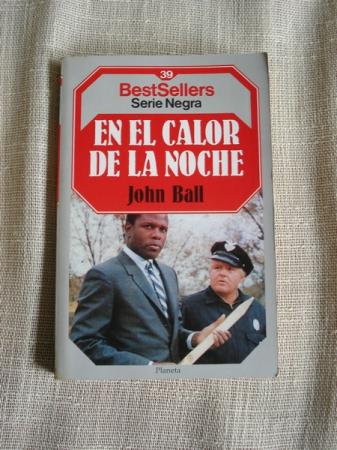 39
BestSellers
Serie Negra
EN EL CALOR
DE LA NOCHE
John Ball
Planeta